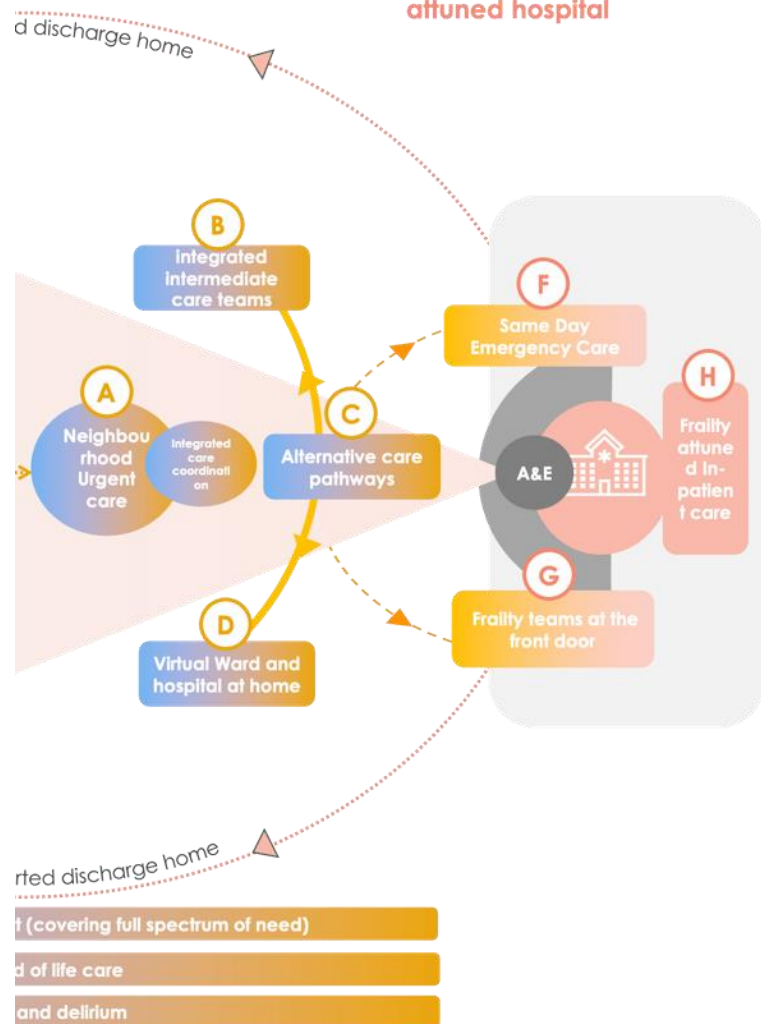 attuned hospital
d discharge home
B
Integrated
intermediate
care teams
F
Same Day
Emergency Care
A
Neighbou
rhood
Urgent
care
Integrated
care
coordinati
on
C
Alternative care
pathways
A&E
H
Frailty
attune
d In-
patien
t care
G
Frailty teams at the
front door
D
Virtual Ward and
hospital at home
rted discharge home
t (covering full spectrum of need)
d of life care
and delirium